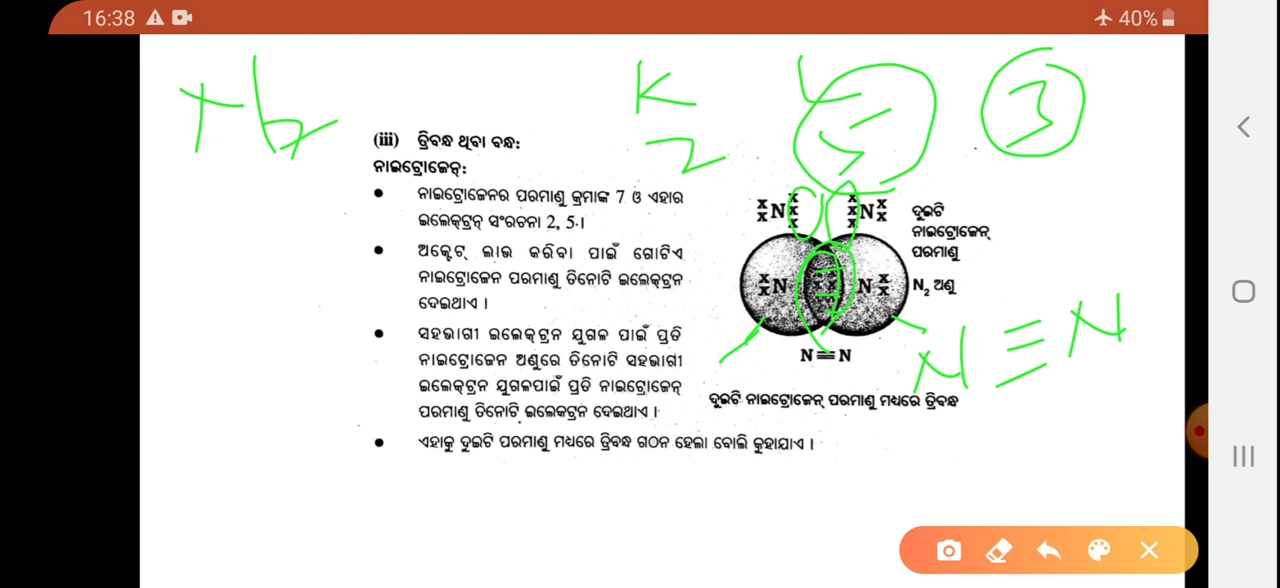 16:38
40%
K L 3
2 5
(iii) ତ୍ରିବନ୍ଧ ଥିବା ବନ୍ଧ:
ନାଇଟ୍ରୋଜେନ୍:
● ନାଇଟ୍ରୋଜେନର ପରମାଣୁ କ୍ରମାଙ୍କ 7 ଓ ଏହାର
ଇଲେକ୍ଟ୍ରନ୍ ସଂରଚନା 2, 5।
● ଅକ୍ଟେଟ୍ ଲାଭ କରିବା ପାଇଁ ଗୋଟିଏ
ନାଇଟ୍ରୋଜେନ ପରମାଣୁ ତିନୋଟି ଇଲେକ୍ଟ୍ରନ
ଦେଇଥାଏ।
● ସହଭାଗୀ ଇଲେକ୍ଟ୍ରନ ଯୁଗଳ ପାଇଁ ପ୍ରତି
ନାଇଟ୍ରୋଜେନ ଅଣୁରେ ତିନୋଟି ସହଭାଗୀ
ଇଲେକ୍ଟ୍ରନ ଯୁଗଳପାଇଁ ପ୍ରତି ନାଇଟ୍ରୋଜେନ୍
ପରମାଣୁ ତିନୋଟି ଇଲେକଟ୍ରନ ଦେଇଥାଏ।
● ଏହାକୁ ଦୁଇଟି ପରମାଣୁ ମଧ୍ୟରେ ତ୍ରିବନ୍ଧ ଗଠନ ହେଲା ବୋଲି କୁହାଯାଏ।
N N
ଦୁଇଟି
ନାଇଟ୍ରୋଜେନ୍
ପରମାଣୁ
N N
N₂ ଅଣୁ
N≡N
N≡N
ଦୁଇଟି ନାଇଟ୍ରୋଜେନ୍ ପରମାଣୁ ମଧ୍ୟରେ ତ୍ରିବନ୍ଧ